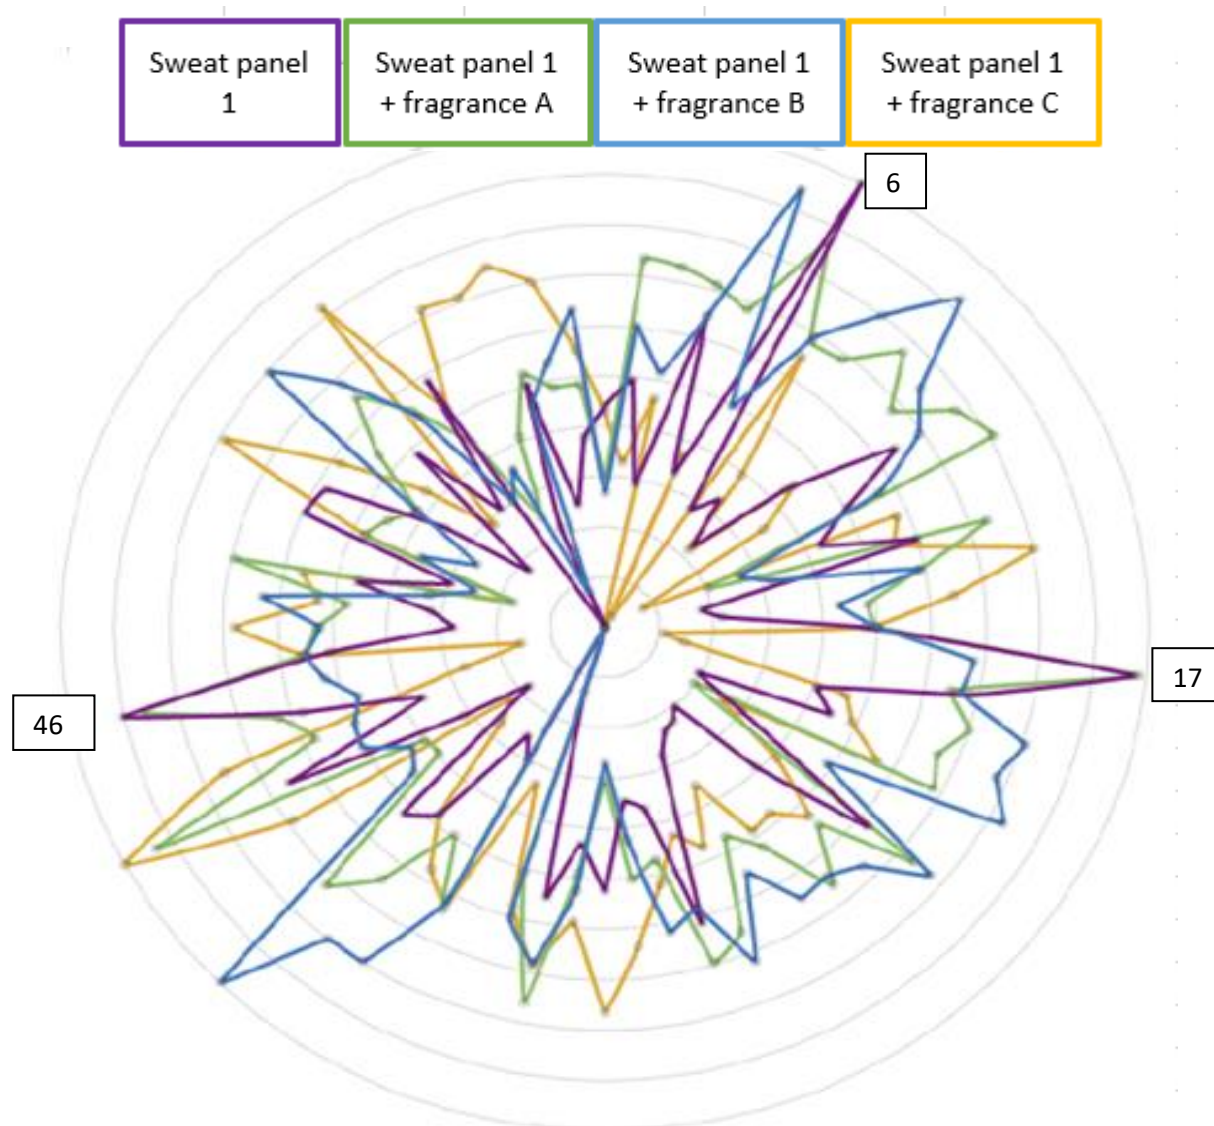 Sweat panel
1
Sweat panel 1
+ fragrance A
Sweat panel 1
+ fragrance B
Sweat panel 1
+ fragrance C
6
17
46